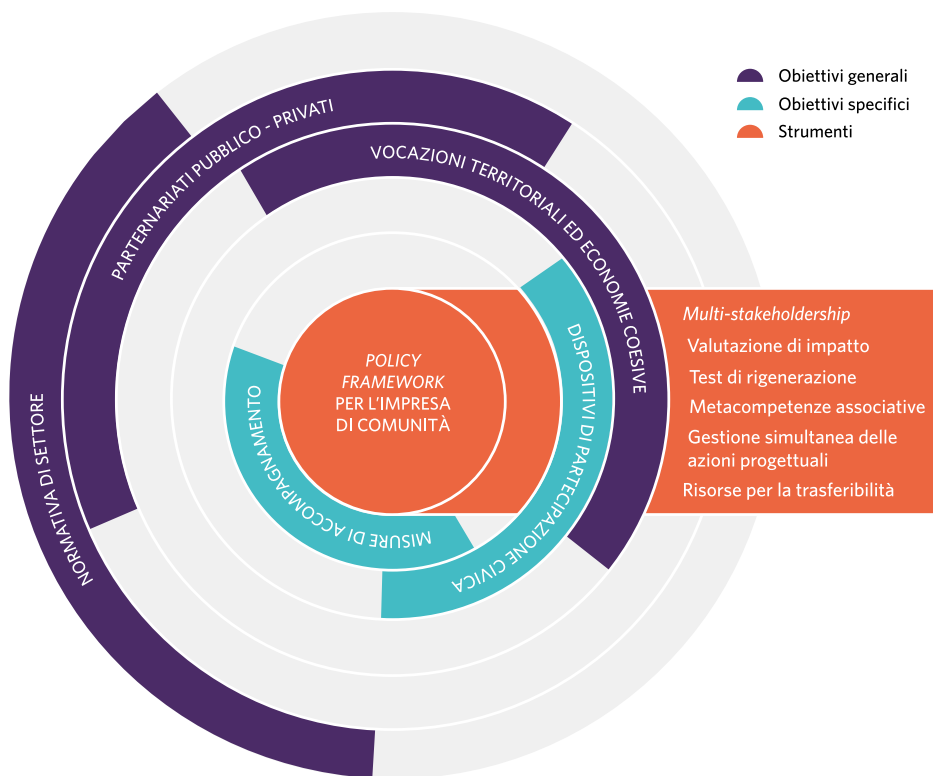 Obiettivi generali
Obiettivi specifici
Strumenti
NORMATIVA DI SETTORE
PARTERNARIATI PUBBLICO - PRIVATI
VOCAZIONI TERRITORIALI ED ECONOMIE COESIVE
DISPOSITIVI DI PARTECIPAZIONE CIVICA
MISURE DI ACCOMPAGNAMENTO
POLICY
FRAMEWORK
PER L'IMPRESA
DI COMUNITÀ
Multi-stakeholdership
Valutazione di impatto
Test di rigenerazione
Metacompetenze associative
Gestione simultanea delle
azioni progettuali
Risorse per la trasferibilità